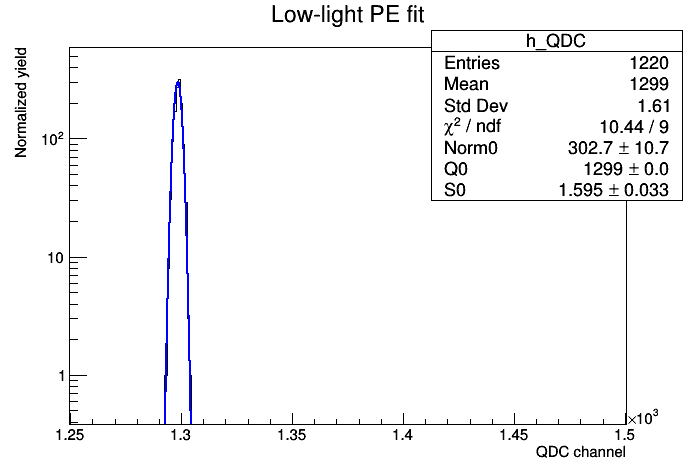 Low-light PE fit
h_QDC
Entries 1220
Mean 1299
Std Dev 1.61
χ² / ndf 10.44 / 9
Norm0 302.7 ± 10.7
Q0 1299 ± 0.0
S0 1.595 ± 0.033
Normalized yield
10²
10
1
1.25 1.3 1.35 1.4 1.45 1.5
×10³
QDC channel